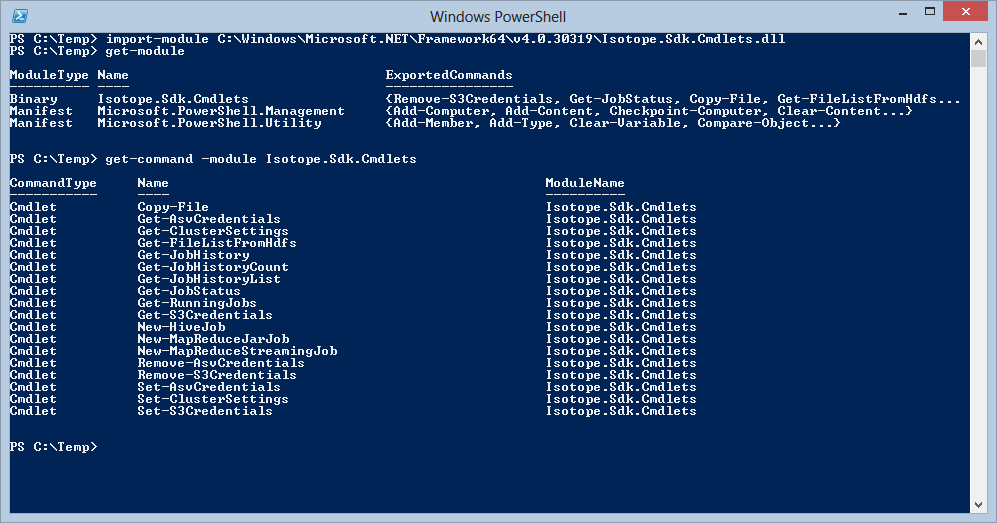 Windows PowerShell
PS C:\Temp> import-module C:\Windows\Microsoft.NET\Framework64\v4.0.30319\Isotope.Sdk.Cmdlets.dll
PS C:\Temp> get-module
ModuleType Name ExportedCommands
---------- ---- ----------------
Binary Isotope.Sdk.Cmdlets {Remove-S3Credentials, Get-JobStatus, Copy-File, Get-FileListFromHdfs...
Manifest Microsoft.PowerShell.Management {Add-Computer, Add-Content, Checkpoint-Computer, Clear-Content...}
Manifest Microsoft.PowerShell.Utility {Add-Member, Add-Type, Clear-Variable, Compare-Object...}
PS C:\Temp> get-command -module Isotope.Sdk.Cmdlets
CommandType Name ModuleName
----------- ---- ----------
Cmdlet Copy-File Isotope.Sdk.Cmdlets
Cmdlet Get-AsvCredentials Isotope.Sdk.Cmdlets
Cmdlet Get-ClusterSettings Isotope.Sdk.Cmdlets
Cmdlet Get-FileListFromHdfs Isotope.Sdk.Cmdlets
Cmdlet Get-JobHistory Isotope.Sdk.Cmdlets
Cmdlet Get-JobHistoryCount Isotope.Sdk.Cmdlets
Cmdlet Get-JobHistoryList Isotope.Sdk.Cmdlets
Cmdlet Get-JobStatus Isotope.Sdk.Cmdlets
Cmdlet Get-RunningJobs Isotope.Sdk.Cmdlets
Cmdlet Get-S3Credentials Isotope.Sdk.Cmdlets
Cmdlet New-HiveJob Isotope.Sdk.Cmdlets
Cmdlet New-MapReduceJarJob Isotope.Sdk.Cmdlets
Cmdlet New-MapReduceStreamingJob Isotope.Sdk.Cmdlets
Cmdlet Remove-AsvCredentials Isotope.Sdk.Cmdlets
Cmdlet Remove-S3Credentials Isotope.Sdk.Cmdlets
Cmdlet Set-AsvCredentials Isotope.Sdk.Cmdlets
Cmdlet Set-ClusterSettings Isotope.Sdk.Cmdlets
Cmdlet Set-S3Credentials Isotope.Sdk.Cmdlets
PS C:\Temp>